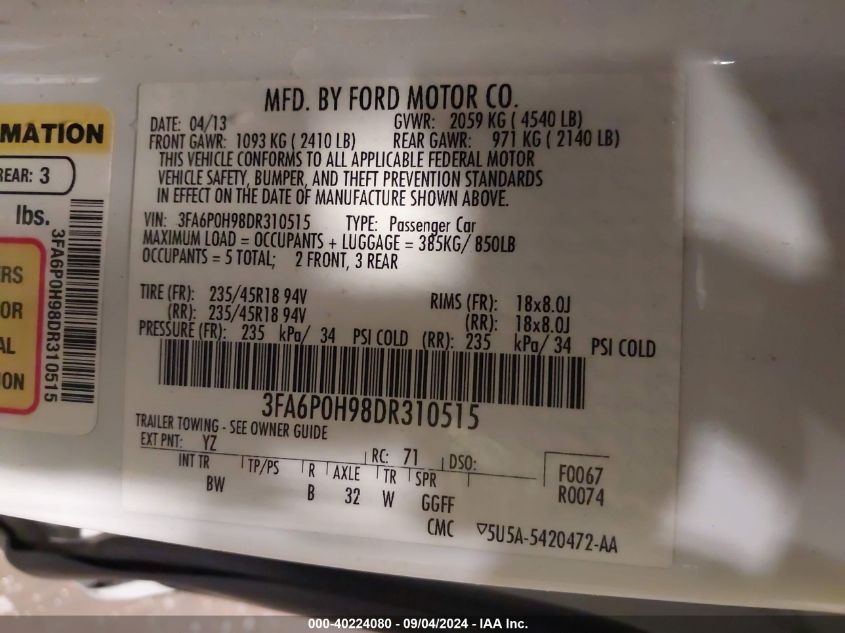 MFD. BY FORD MOTOR CO.
DATE: 04/13 GVWR: 2059 KG ( 4540 LB)
FRONT GAWR: 1093 KG ( 2410 LB) REAR GAWR: 971 KG ( 2140 LB)
THIS VEHICLE CONFORMS TO ALL APPLICABLE FEDERAL MOTOR
VEHICLE SAFETY, BUMPER, AND THEFT PREVENTION STANDARDS
IN EFFECT ON THE DATE OF MANUFACTURE SHOWN ABOVE.
VIN: 3FA6P0H98DR310515 TYPE: Passenger Car
MAXIMUM LOAD = OCCUPANTS + LUGGAGE = 385KG/ 850LB
OCCUPANTS = 5 TOTAL; 2 FRONT, 3 REAR
TIRE (FR): 235/45R18 94V RIMS (FR): 18x8.0J
(RR): 235/45R18 94V (RR): 18x8.0J
PRESSURE (FR): 235 kPa/ 34 PSI COLD (RR): 235 kPa/ 34 PSI COLD
3FA6P0H98DR310515
TRAILER TOWING - SEE OWNER GUIDE
EXT PNT: YZ RC: 71 DSO: F0067
R0074
INT TR TP/PS R AXLE TR SPR
BW B 32 W GGFF
CMC ▽5U5A-5420472-AA
MATION
REAR: 3
lbs.
3FA6P0H98DR310515
ERS
OR
AL
ION
000-40224080 - 09/04/2024 - IAA Inc.